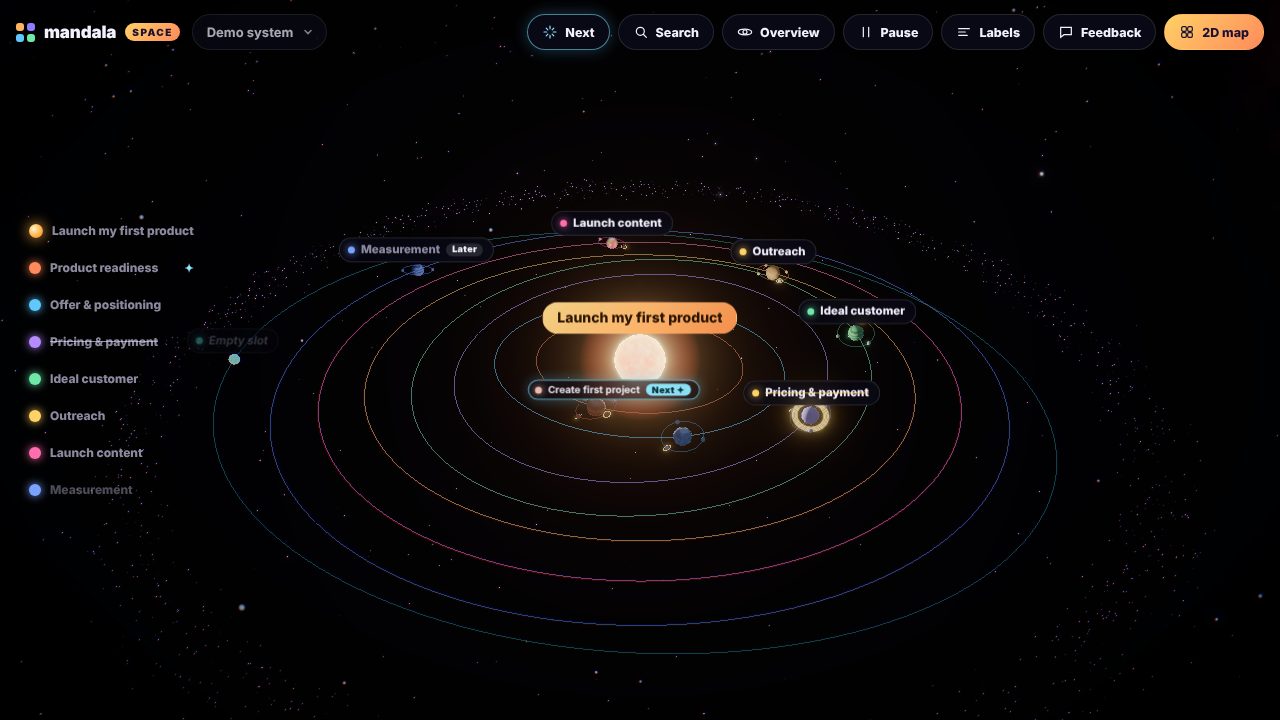 mandala SPACE Demo system Next Search Overview Pause Labels Feedback 2D map
Launch my first product
Product readiness
Offer & positioning
Pricing & payment
Ideal customer
Outreach
Launch content
Measurement
Launch content
Measurement Later
Outreach
Launch my first product
Ideal customer
Empty slot
Create first project Next
Pricing & payment